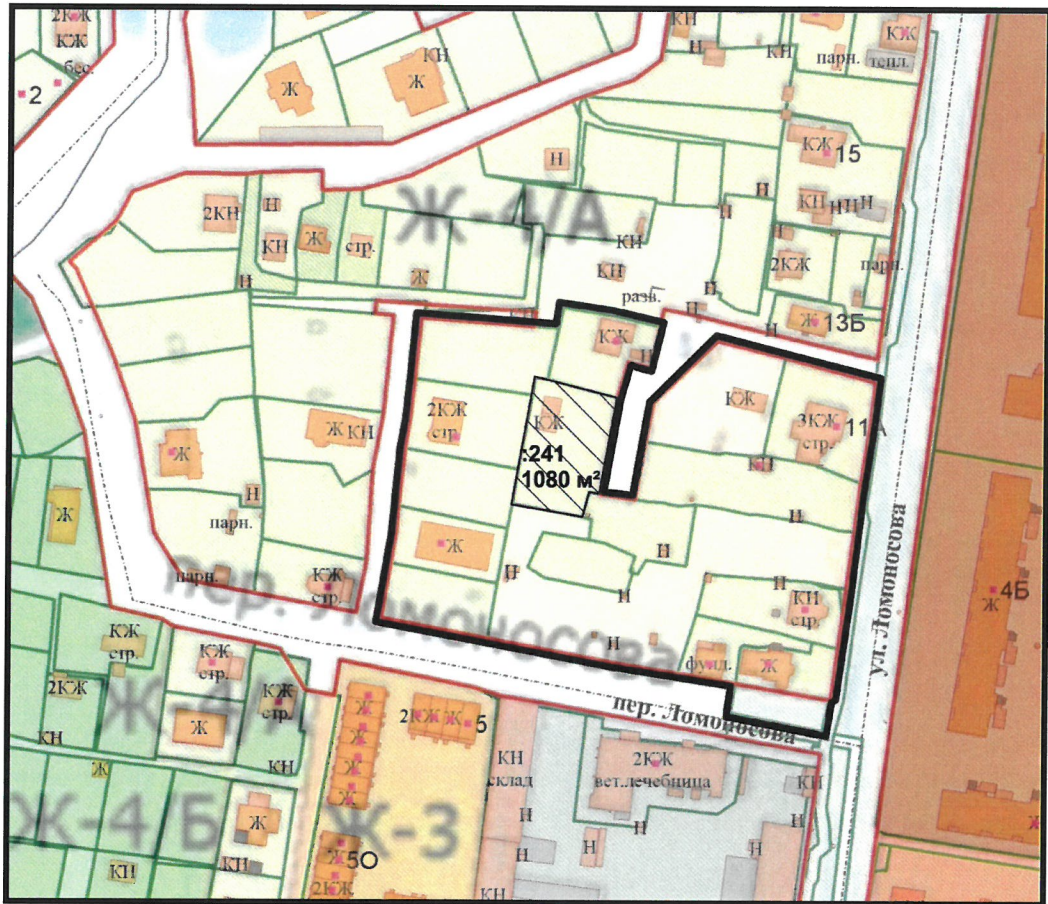 2КЖ
КЖ
бес.
2
Ж
КН
Ж
КН
Н
КН
парн.
КЖ
тепл.
КЖ 15
Н
Н
КН
Н
Н
Н
Н
2КН
Н
КН
Ж
стр.
Ж-4/А
КН
КН
2КЖ
парн.
Н
Ж
разв.
Н
Н
Н
Ж 13Б
КН
КЖ
Н
2КЖ
стр.
КЖ
:241
1080 м²
КЖ
3КЖ
стр.
11А
КН
Ж
КН
Ж
Н
парн.
Ж
Ж
Н
Н
Н
ул. Ломоносова
4Б
Ж
парн.
КЖ
стр.
Н
Н
Н
КН
стр.
пер. Ломоносова
Н
фунд.
Ж
КЖ
стр.
КЖ
стр.
2КЖ
КЖ
стр.
Ж-4/А
Ж
КН
КН
Ж
Ж
Ж
Ж
2КЖ
Ж
5
пер. Ломоносова
КН
склад
2КЖ
вет.лечебница
КН
Н
Н
Н
Ж
Ж-4/Б
Ж
КН
КН
Ж-3
Ж
5О
2КЖ
Н
Н
Н
КН
Ж